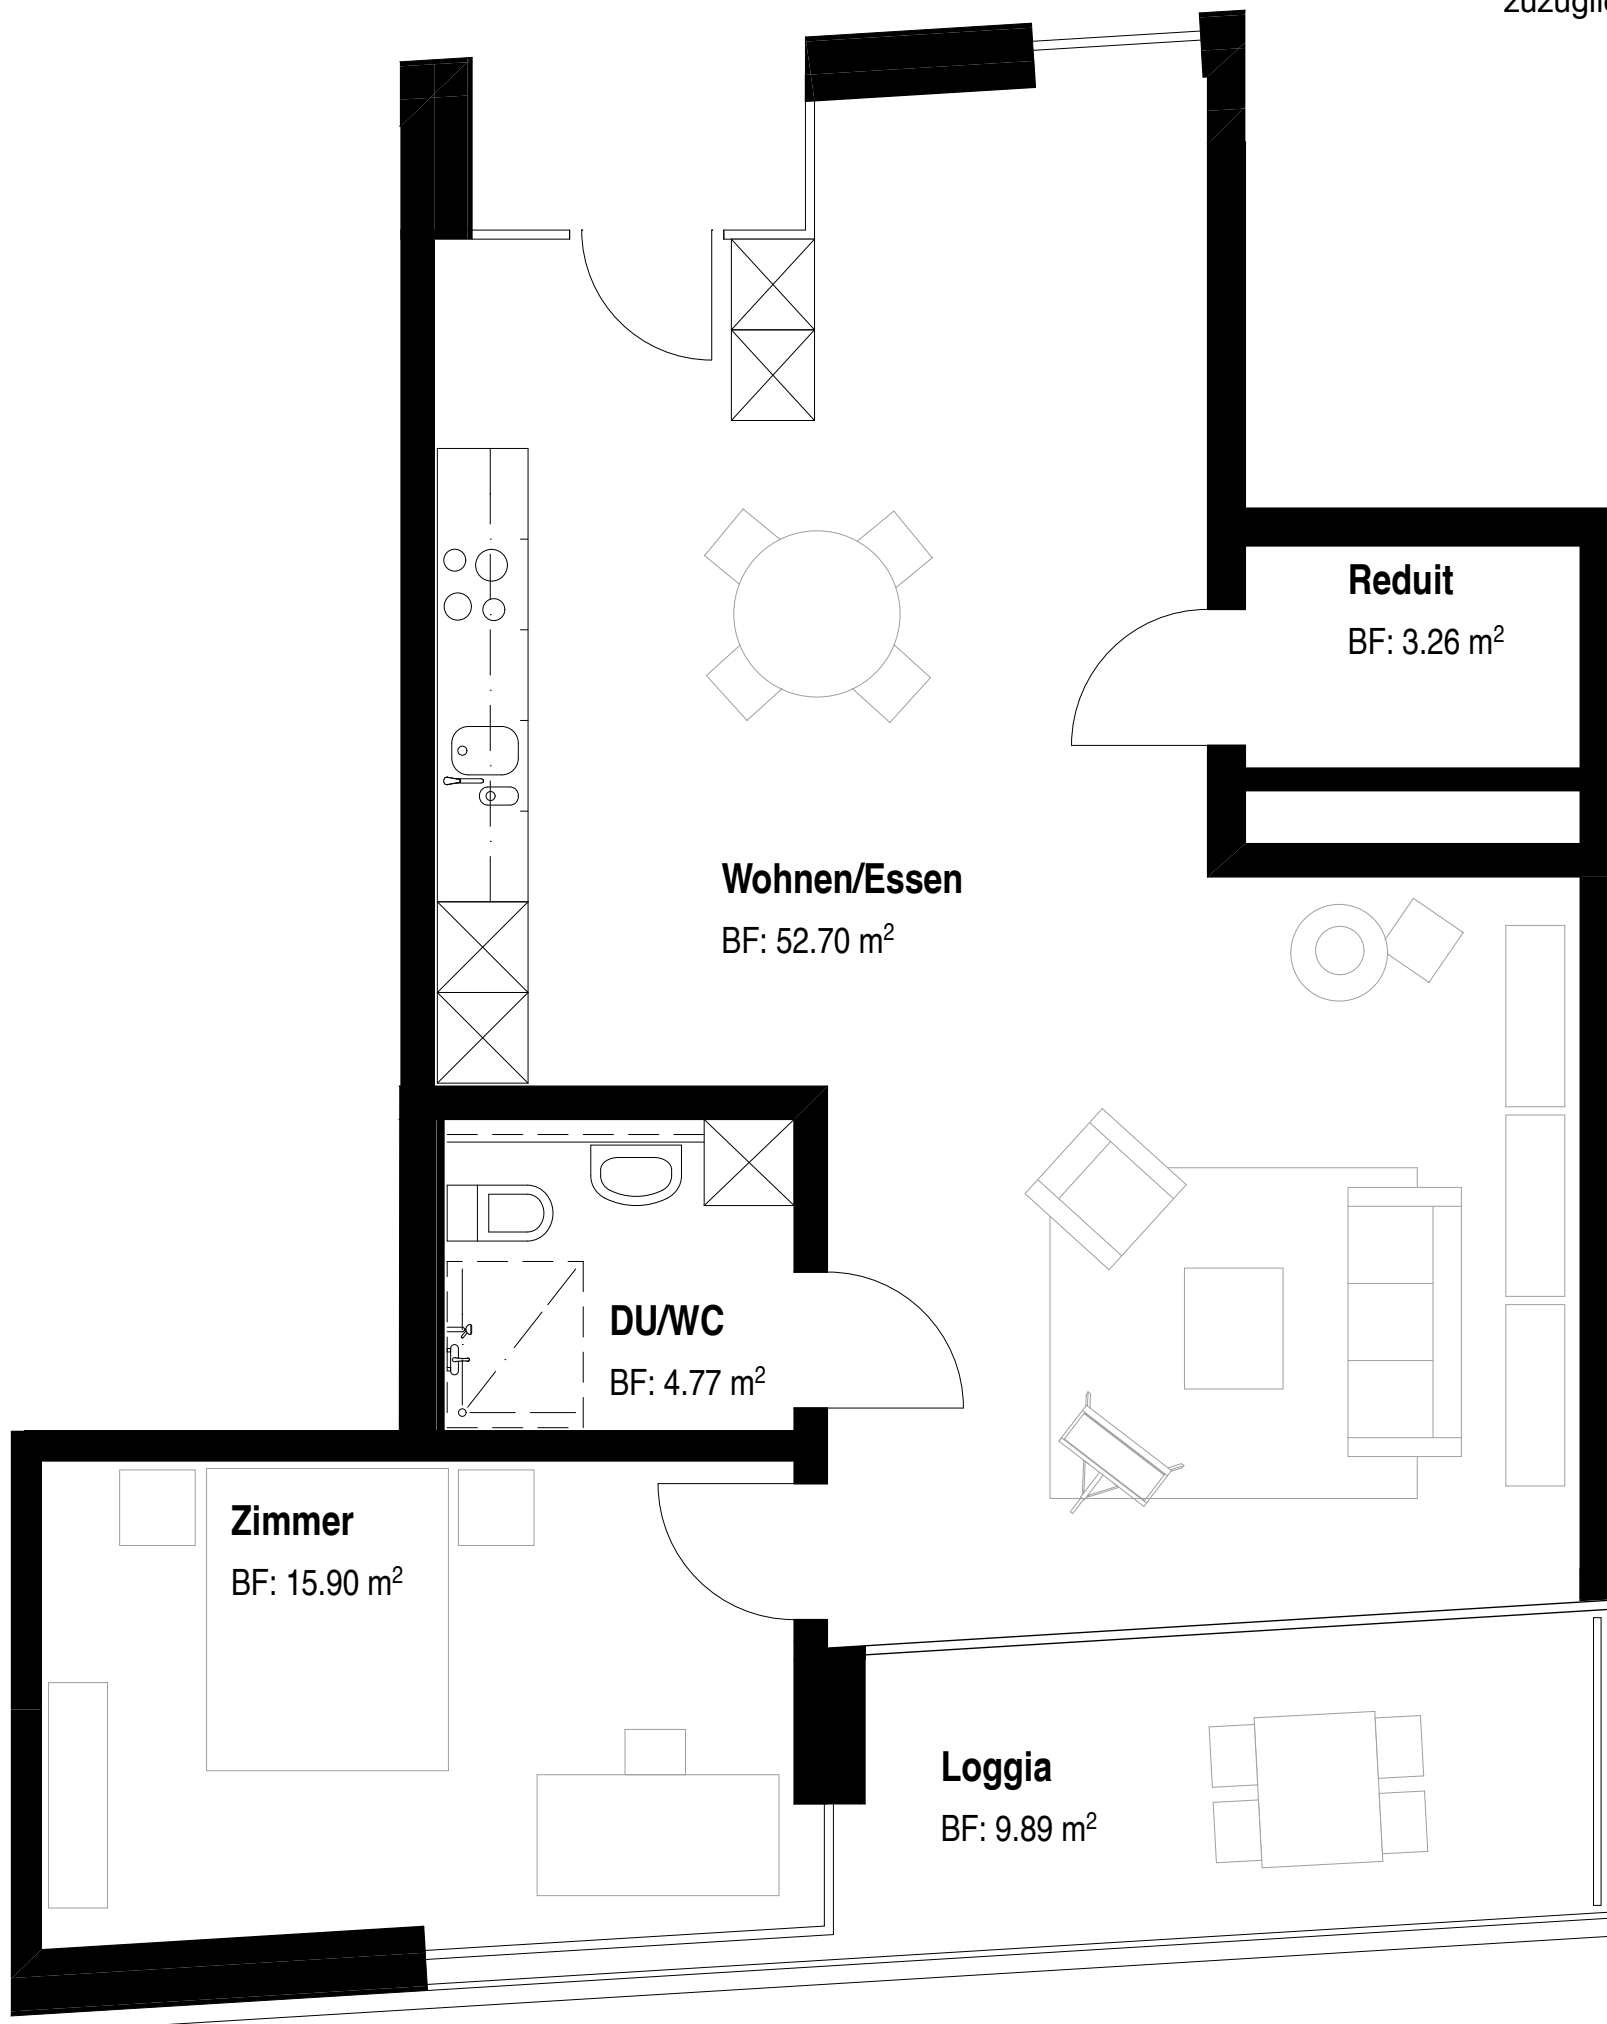 Reduit
BF: 3.26 m²
Wohnen/Essen
BF: 52.70 m²
DU/WC
BF: 4.77 m²
Zimmer
BF: 15.90 m²
Loggia
BF: 9.89 m²